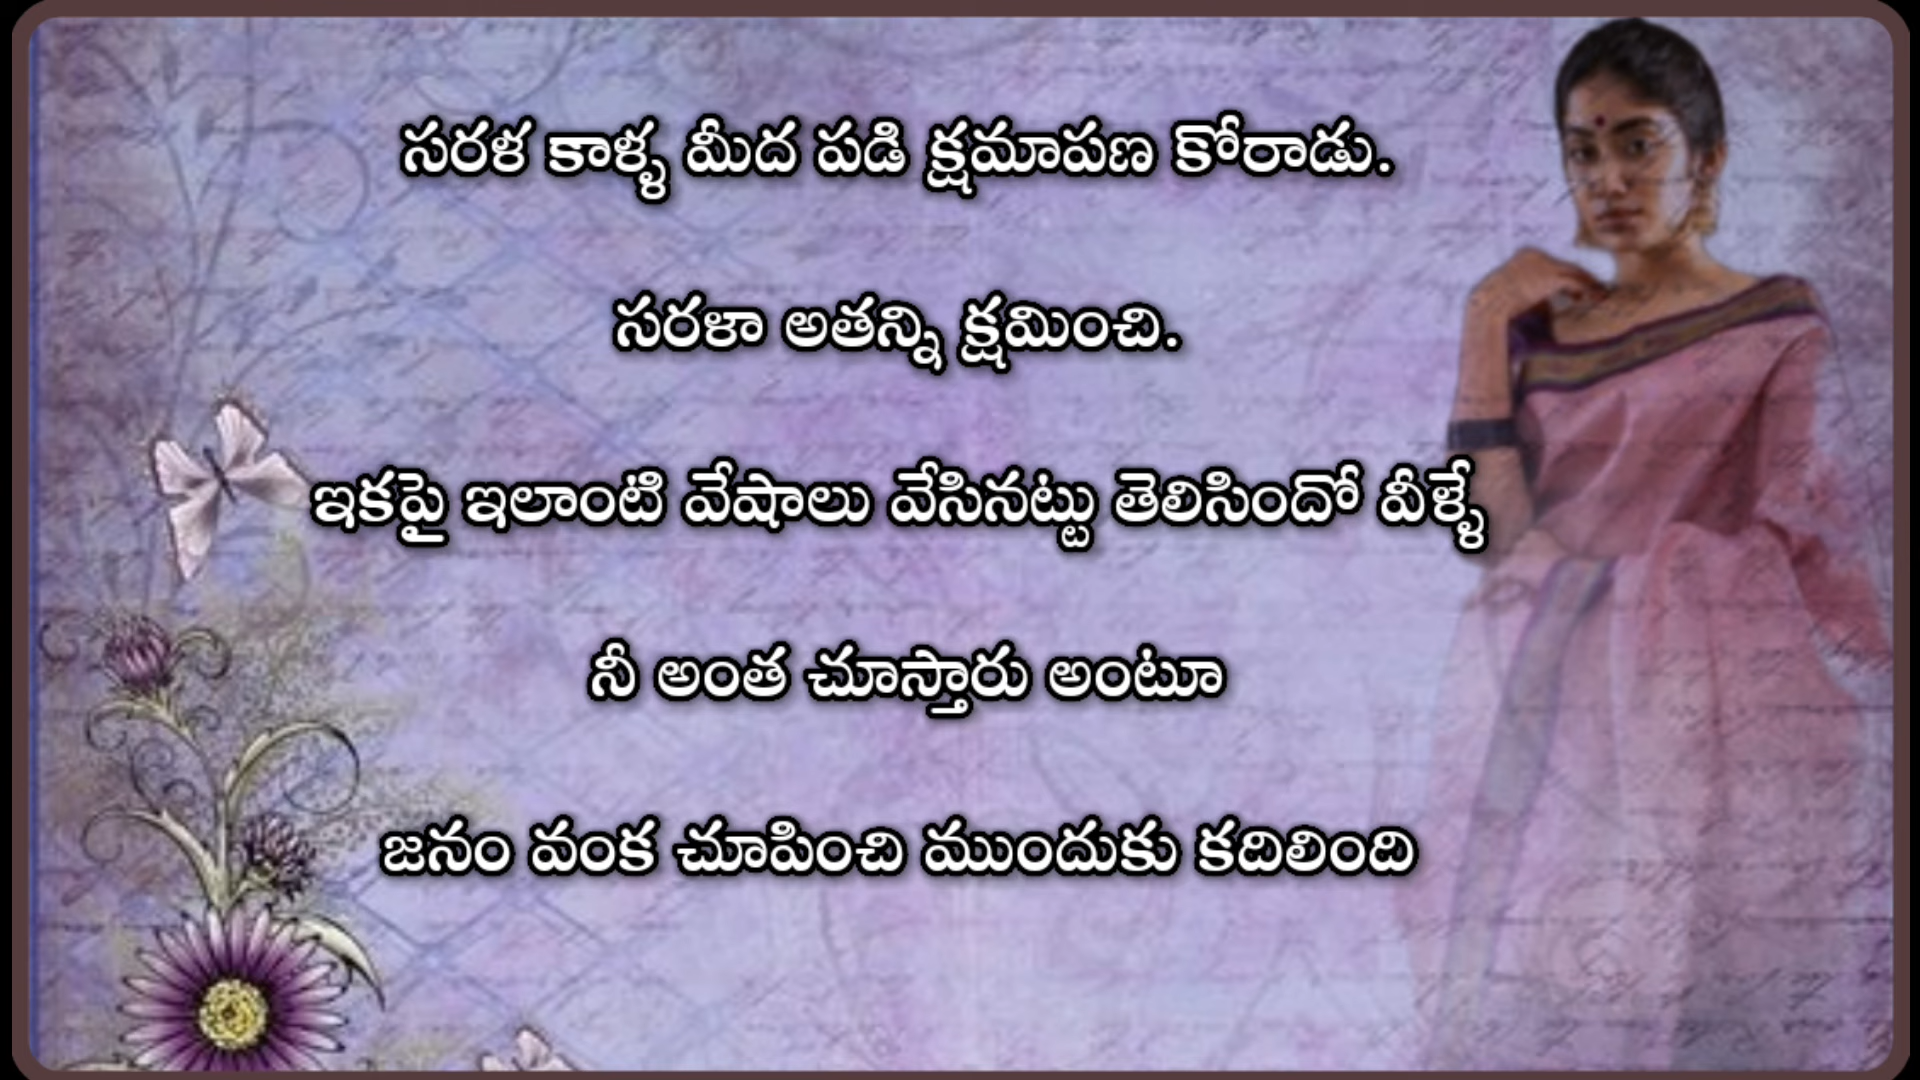 సరళ కాళ్ళ మీద పడి క్షమాపణ కోరాడు.
సరళా అతన్ని క్షమించి.
ఇకపై ఇలాంటి వేషాలు వేసినట్టు తెలిసిందో వీళ్ళే
నీ అంత చూస్తారు అంటూ
జనం వంక చూపించి ముందుకు కదిలింది